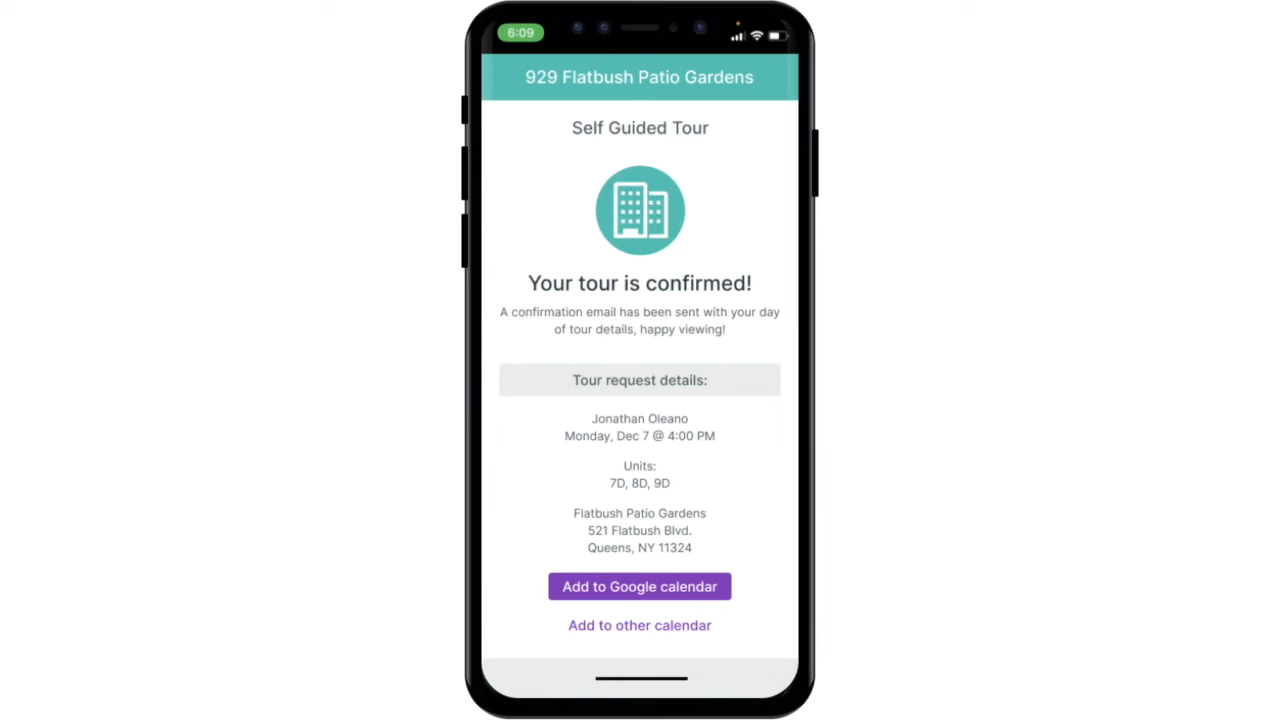 6:09
929 Flatbush Patio Gardens
Self Guided Tour
Your tour is confirmed!
A confirmation email has been sent with your day
of tour details, happy viewing!
Tour request details:
Jonathan Oleano
Monday, Dec 7 @ 4:00 PM
Units:
7D, 8D, 9D
Flatbush Patio Gardens
521 Flatbush Blvd.
Queens, NY 11324
Add to Google calendar
Add to other calendar